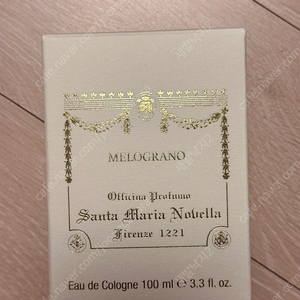 MELOGRANO
Officina Profumo
Santa Maria Novella
Firenze 1221
Eau de Cologne 100 ml e 3.3 fl. oz.